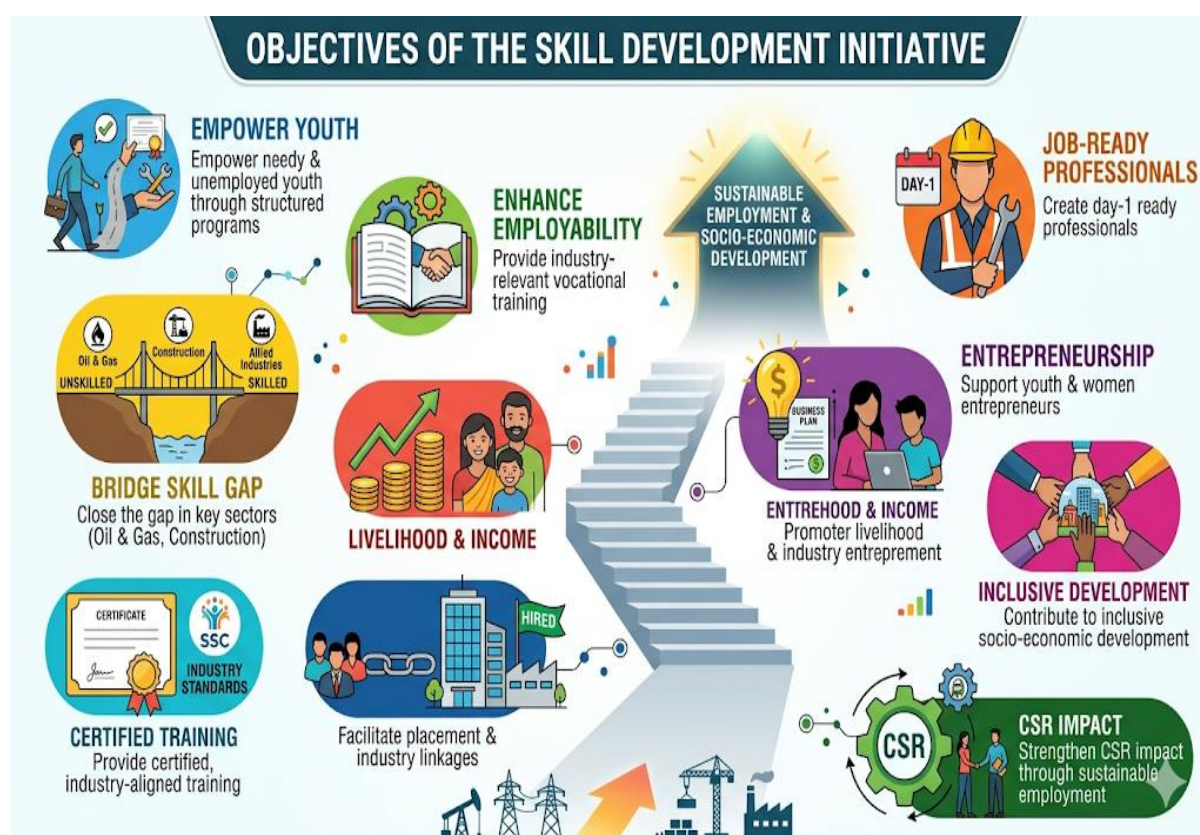 OBJECTIVES OF THE SKILL DEVELOPMENT INITIATIVE
EMPOWER YOUTH
Empower needy &
unemployed youth
through structured
programs
ENHANCE
EMPLOYABILITY
Provide industry-
relevant vocational
training
SUSTAINABLE
EMPLOYMENT &
SOCIO-ECONOMIC
DEVELOPMENT
DAY-1
JOB-READY
PROFESSIONALS
Create day-1 ready
professionals
Oil & Gas
Construction
Allied
Industries
UNSKILLED
SKILLED
BRIDGE SKILL GAP
Close the gap in key sectors
(Oil & Gas, Construction)
LIVELIHOOD & INCOME
$
BUSINESS
PLAN
$
ENTREPRENEURSHIP
Support youth & women
entrepreneurs
ENTTREHOOD & INCOME
Promoter livelihood
& industry entreprement
INCLUSIVE DEVELOPMENT
Contribute to inclusive
socio-economic development
CERTIFICATE
SSC
INDUSTRY
STANDARDS
CERTIFIED TRAINING
Provide certified,
industry-aligned training
HIRED
Facilitate placement &
industry linkages
CSR
CSR IMPACT
Strengthen CSR impact
through sustainable
employment